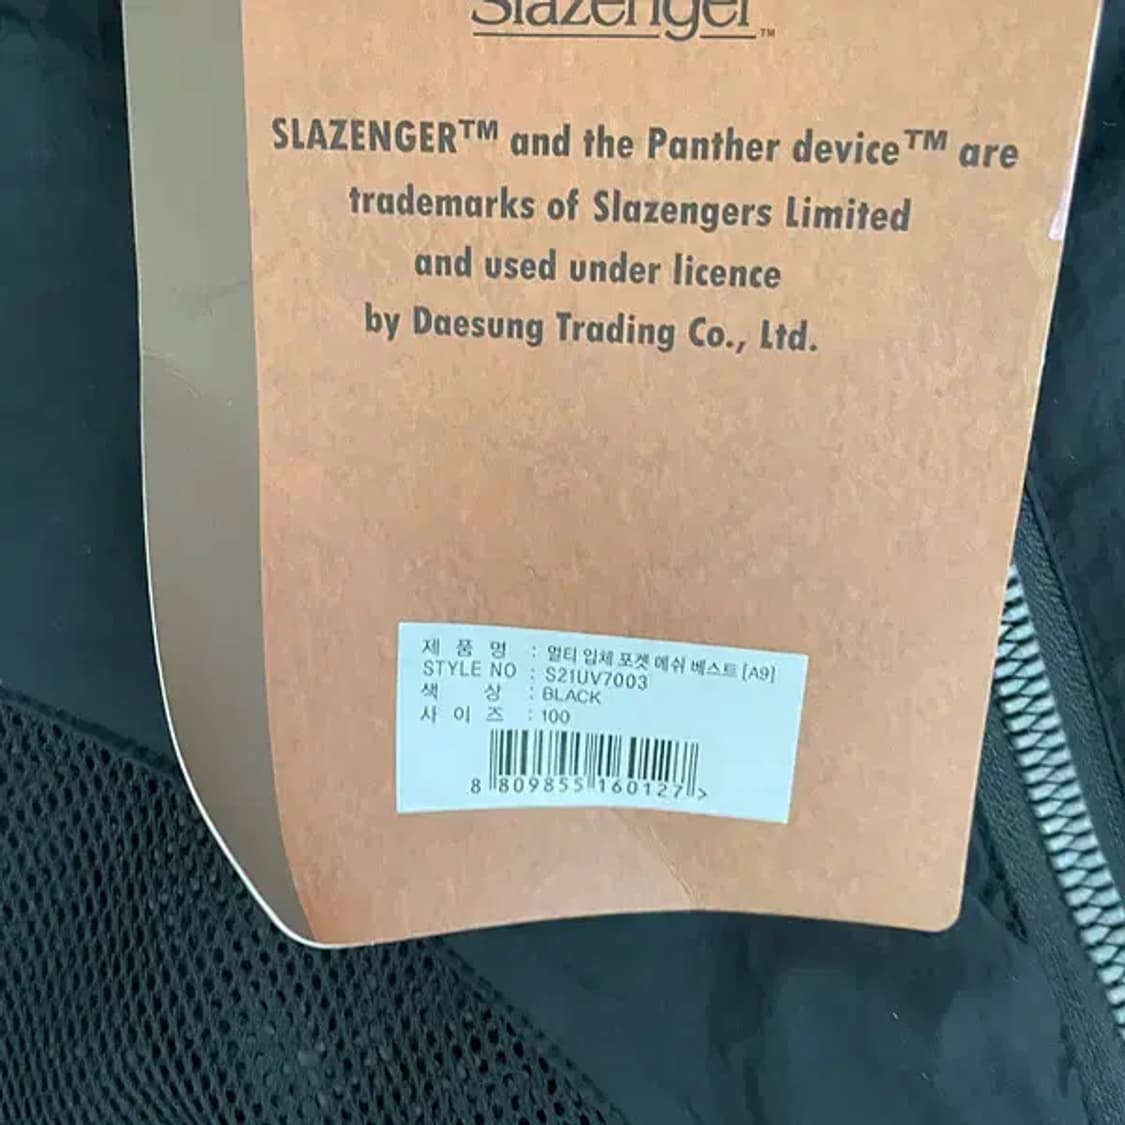 Slazenger™
SLAZENGER™ and the Panther device™ are
trademarks of Slazengers Limited
and used under licence
by Daesung Trading Co., Ltd.
제 품 명 : 멀티 입체 포켓 메쉬 베스트 [A9]
STYLE NO : S21UV7003
색 상 : BLACK
사 이 즈 : 100
8 809855 160127 >